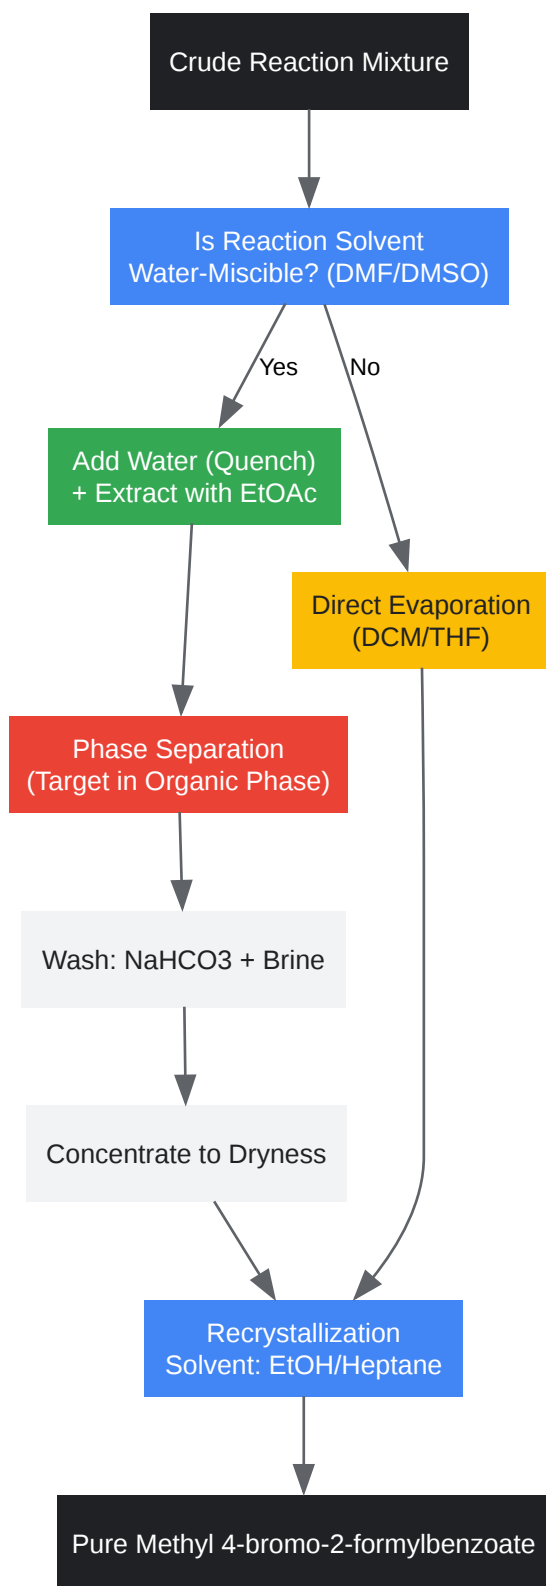 Crude Reaction Mixture
Is Reaction Solvent
Water-Miscible? (DMF/DMSO)
Yes
No
Add Water (Quench)
+ Extract with EtOAc
Direct Evaporation
(DCM/THF)
Phase Separation
(Target in Organic Phase)
Wash: NaHCO3 + Brine
Concentrate to Dryness
Recrystallization
Solvent: EtOH/Heptane
Pure Methyl 4-bromo-2-formylbenzoate